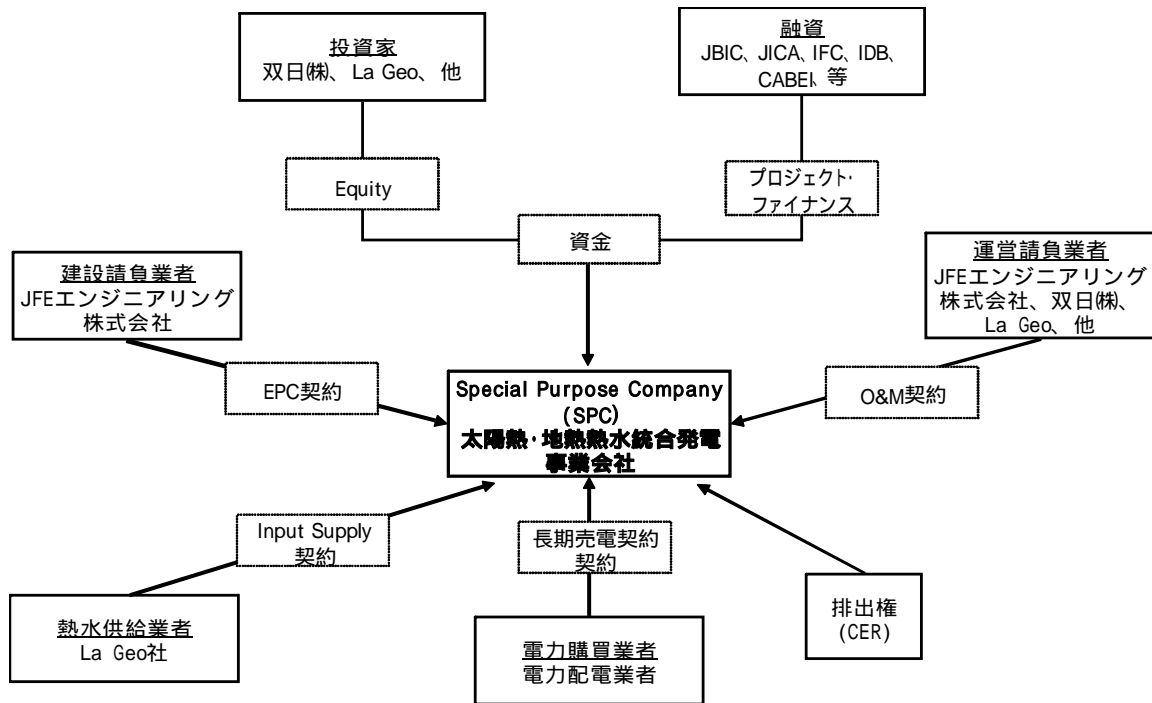 投資家
双日㈱、La Geo、他
融資
JBIC、JICA、IFC、IDB、
CABEI、等
Equity
プロジェクト・
ファイナンス
資金
建設請負業者
JFEエンジニアリング
株式会社
運営請負業者
JFEエンジニアリング
株式会社、双日㈱、
La Geo、他
EPC契約
O&M契約
Special Purpose Company
(SPC)
太陽熱・地熱熱水統合発電
事業会社
Input Supply
契約
長期売電契約
契約
排出権
(CER)
熱水供給業者
La Geo社
電力購買業者
電力配電業者